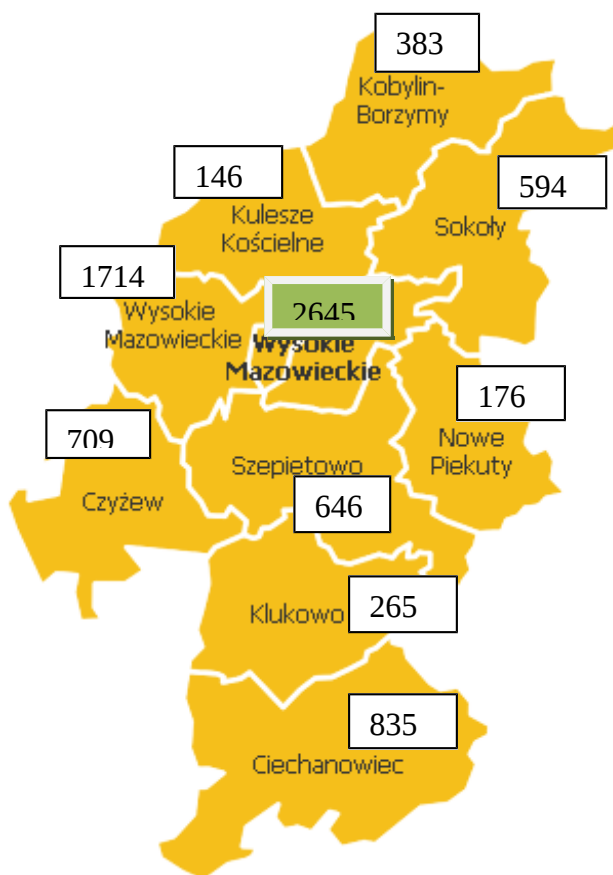 383
Kobylin-
Borzymy
146
594
Kulesze
Kościelne
Sokoły
1714
2645
Wysokie
Mazowieckie
Wysokie
Mazowieckie
176
709
Nowe
Piekuty
Szepietowo
Czyżew
646
265
Klukowo
835
Ciechanowiec